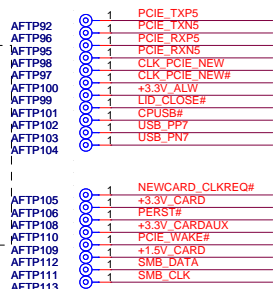 1 PCIE_TXP5
AFTP92
1 PCIE_TXN5
AFTP96
1 PCIE_RXP5
AFTP95
1 PCIE_RXN5
AFTP98
1 CLK_PCIE_NEW
AFTP97
1 CLK_PCIE_NEW#
AFTP100
1 +3.3V_ALW
AFTP99
1 LID_CLOSE#
AFTP101
1 CPUSB#
AFTP102
1 USB_PP7
AFTP103
1 USB_PN7
AFTP104
1 NEWCARD_CLKREQ#
AFTP105
1 +3.3V_CARD
AFTP106
1 PERST#
AFTP108
1 +3.3V_CARDAUX
AFTP110
1 PCIE_WAKE#
AFTP109
1 +1.5V_CARD
AFTP112
1 SMB_DATA
AFTP111
1 SMB_CLK
AFTP113